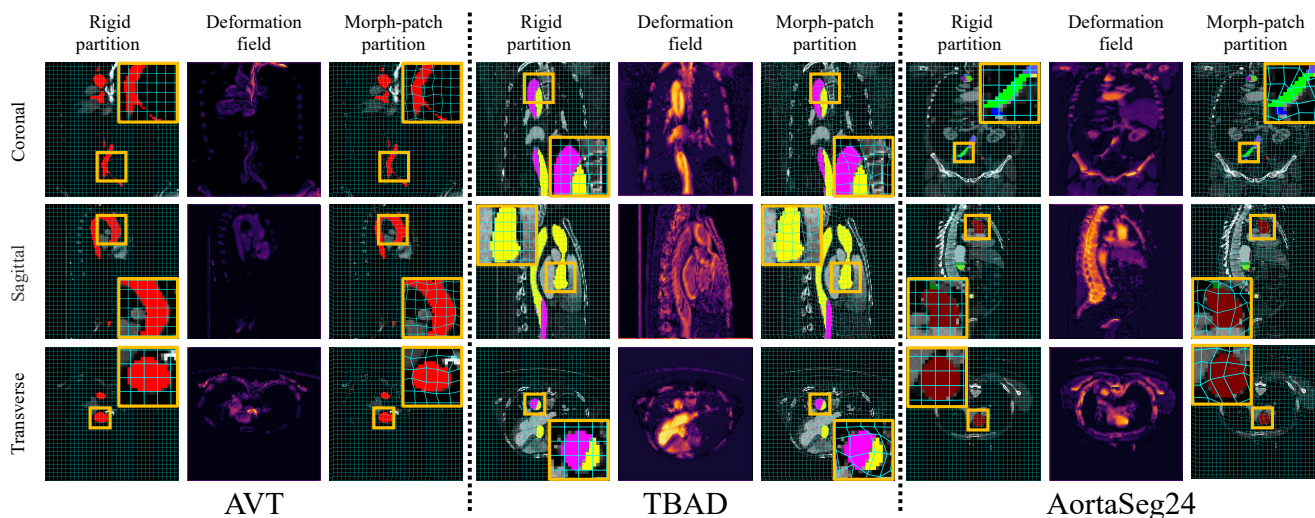 Rigid partition
Deformation field
Morph-patch partition
Rigid partition
Deformation field
Morph-patch partition
Rigid partition
Deformation field
Morph-patch partition
Coronal
Sagittal
Transverse
AVT
TBAD
AortaSeg24